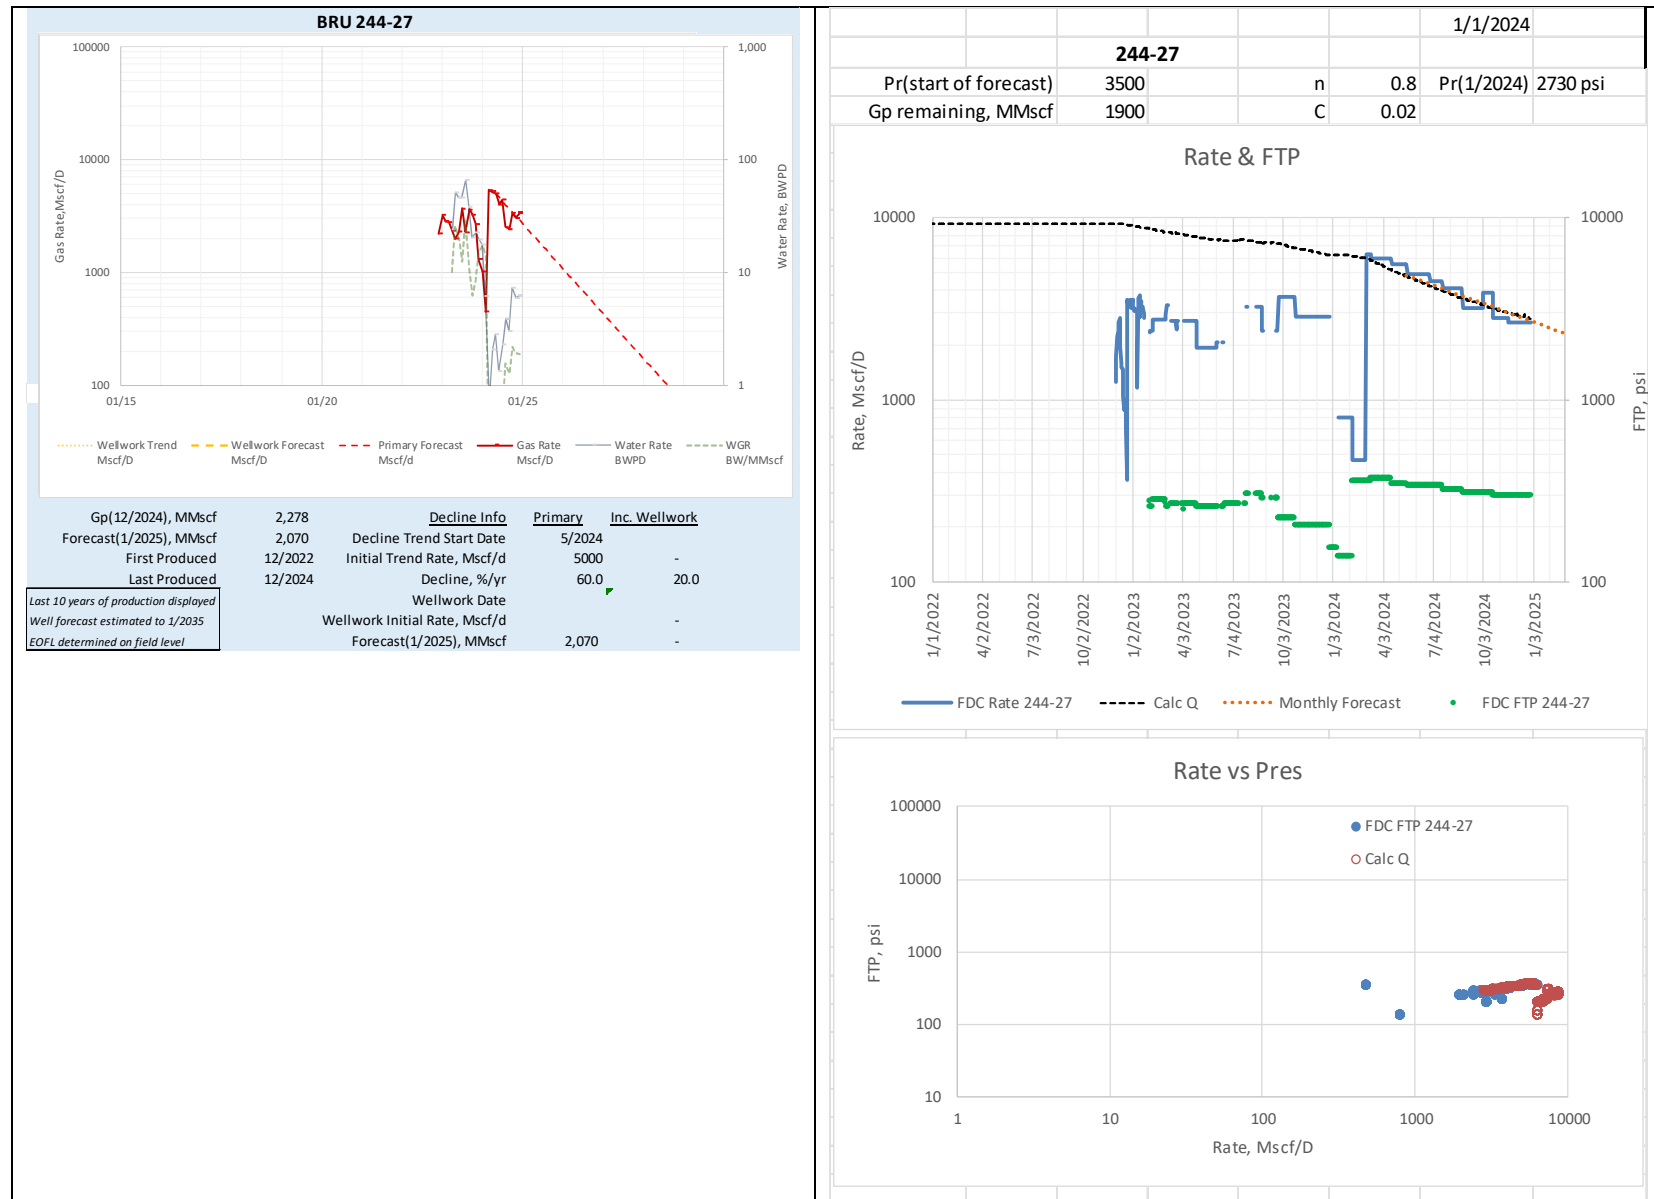 BRU 244-27
100000
10000
1000
100
Gas Rate,Mscf/D
1,000
100
10
1
Water Rate, BWPD
01/15
01/20
01/25
Wellwork Trend Mscf/D
Wellwork Forecast Mscf/D
Primary Forecast Mscf/d
Gas Rate Mscf/D
Water Rate BWPD
WGR BW/MMscf
Gp(12/2024), MMscf 2,278 Decline Info Primary Inc. Wellwork
Forecast(1/2025), MMscf 2,070 Decline Trend Start Date 5/2024
First Produced 12/2022 Initial Trend Rate, Mscf/d 5000 -
Last Produced 12/2024 Decline, %/yr 60.0 20.0
Last 10 years of production displayed Wellwork Date
Well forecast estimated to 1/2035 Wellwork Initial Rate, Mscf/d -
EOFL determined on field level Forecast(1/2025), MMscf 2,070 -
1/1/2024
244-27
Pr(start of forecast) 3500 n 0.8 Pr(1/2024) 2730 psi
Gp remaining, MMscf 1900 C 0.02
Rate & FTP
10000
1000
100
Rate, Mscf/D
10000
1000
100
FTP, psi
1/1/2022
4/2/2022
7/3/2022
10/2/2022
1/2/2023
4/3/2023
7/4/2023
10/3/2023
1/3/2024
4/3/2024
7/4/2024
10/3/2024
1/3/2025
FDC Rate 244-27
Calc Q
Monthly Forecast
FDC FTP 244-27
Rate vs Pres
100000
10000
1000
100
10
FTP, psi
FDC FTP 244-27
Calc Q
1
10
100
1000
10000
Rate, Mscf/D